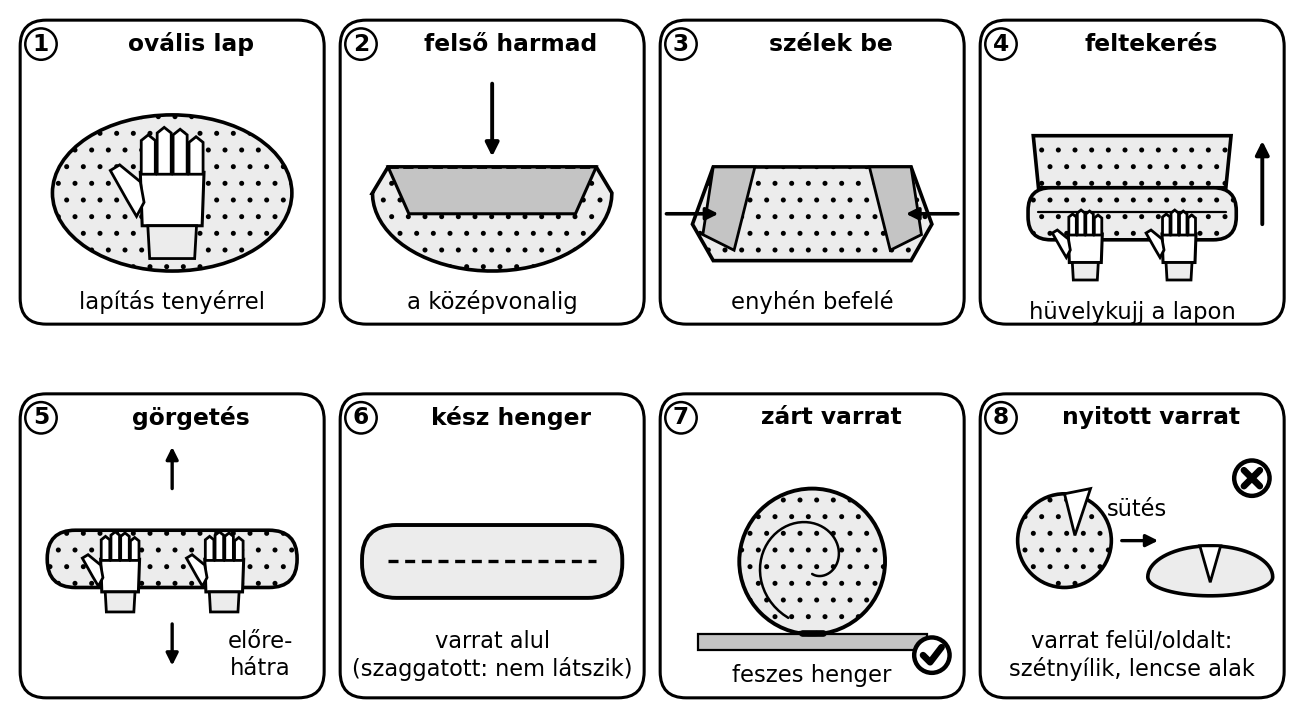 1 ovális lap
lapítás tenyérrel
2 felső harmad
a középvonalig
3 szélek be
enyhén befelé
4 feltekerés
hüvelykujj a lapon
5 görgetés
előre-
hátra
6 kész henger
varrat alul
(szaggatott: nem látszik)
7 zárt varrat
feszes henger
8 nyitott varrat
sütés
varrat felül/oldalt:
szétnyílik, lencse alak